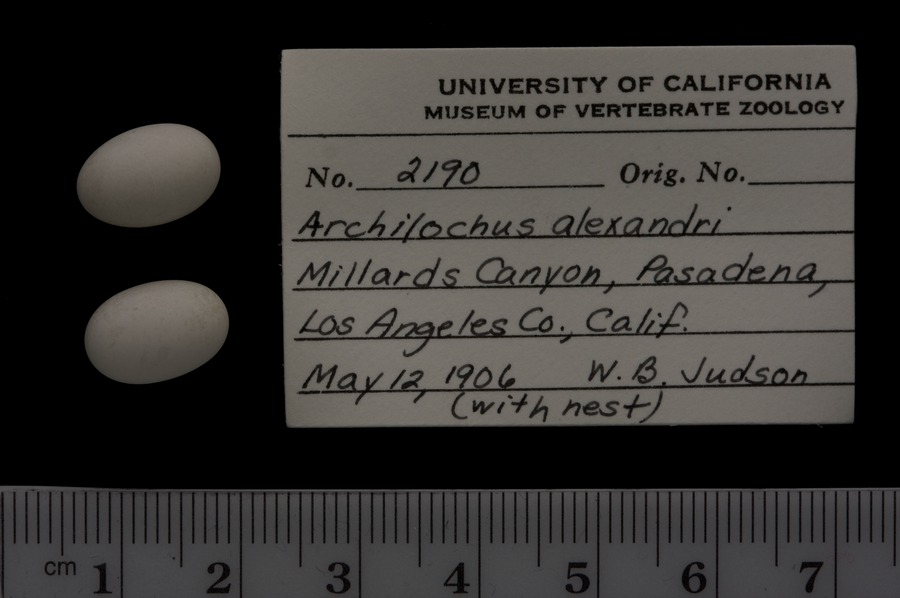 UNIVERSITY OF CALIFORNIA
MUSEUM OF VERTEBRATE ZOOLOGY
No. 2190 Orig. No.
Archilochus alexandri
Millards Canyon, Pasadena,
Los Angeles Co., Calif.
May 12, 1906 W. B. Judson
(with nest)
cm 1 2 3 4 5 6 7